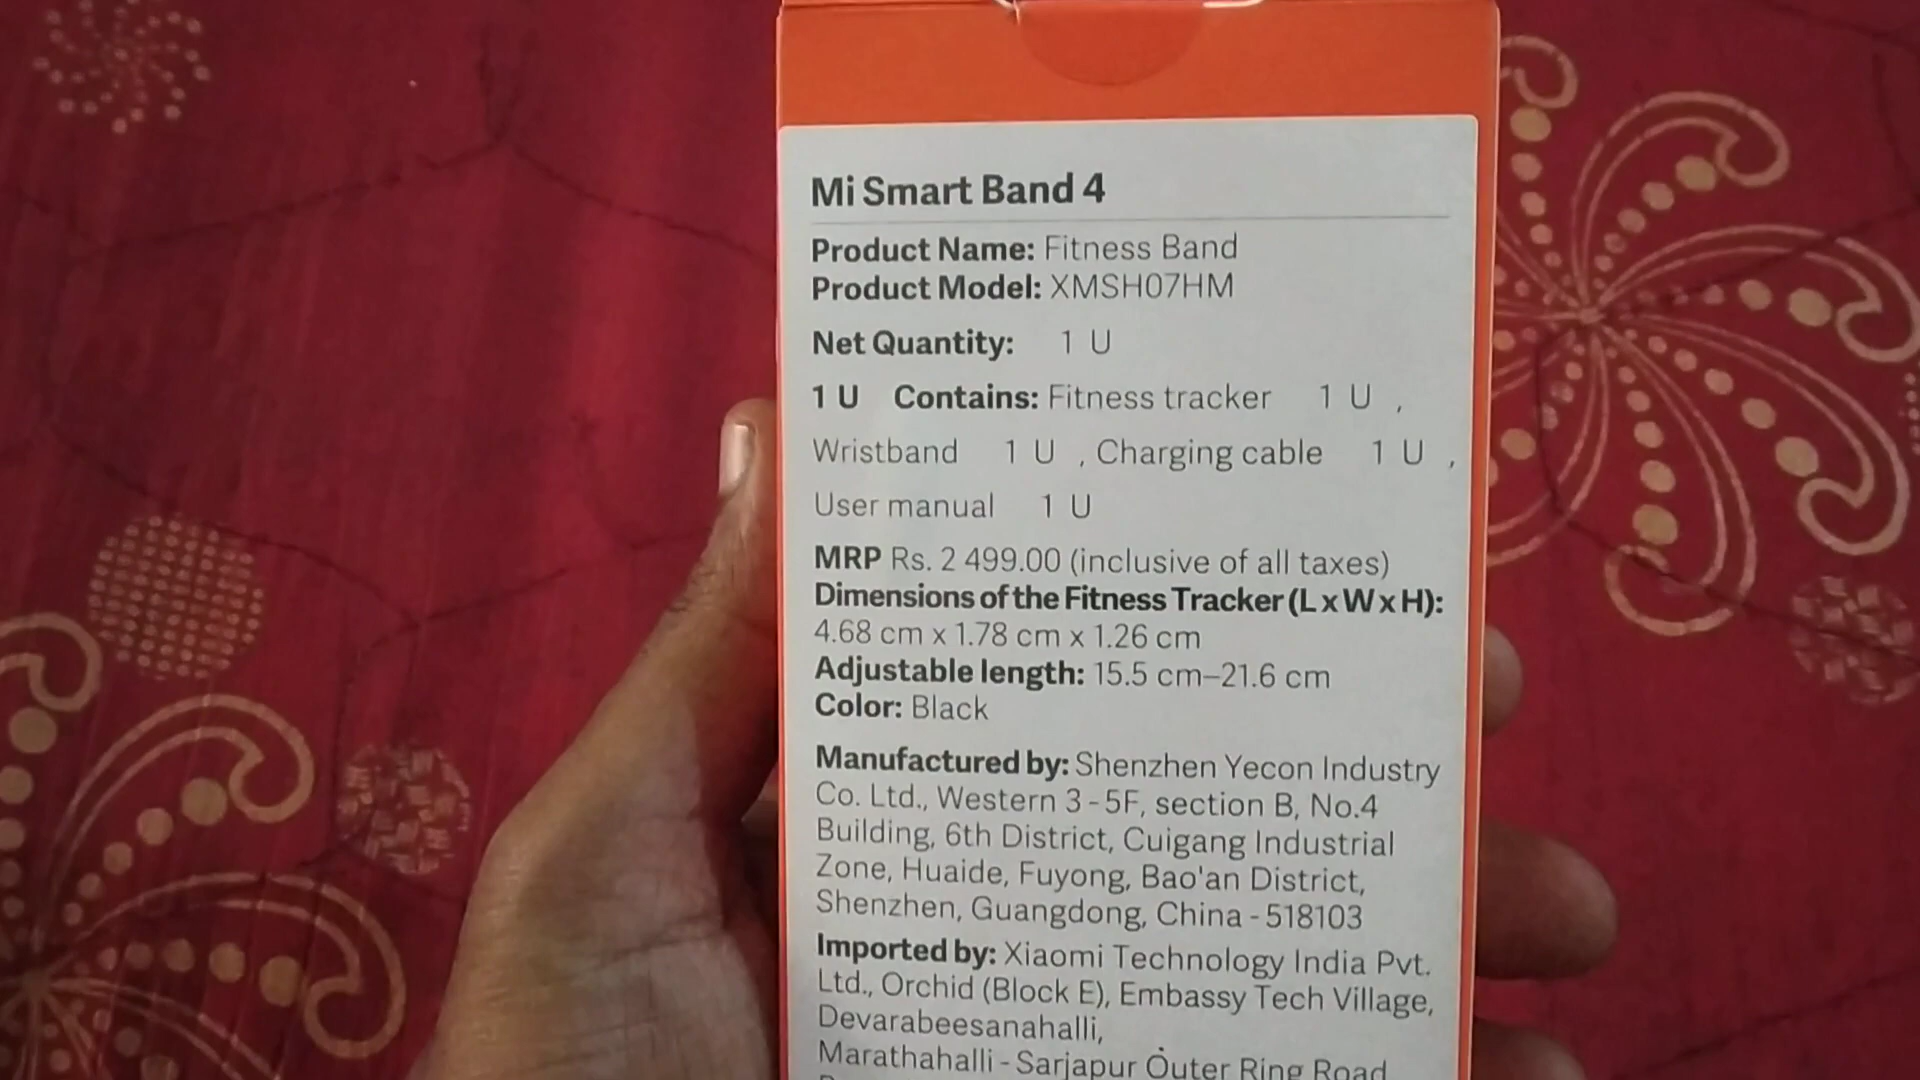 Mi Smart Band 4
Product Name: Fitness Band
Product Model: XMSH07HM
Net Quantity: 1 U
1 U Contains: Fitness tracker 1 U ,
Wristband 1 U , Charging cable 1 U ,
User manual 1 U
MRP Rs. 2 499.00 (inclusive of all taxes)
Dimensions of the Fitness Tracker (L x W x H):
4.68 cm x 1.78 cm x 1.26 cm
Adjustable length: 15.5 cm–21.6 cm
Color: Black
Manufactured by: Shenzhen Yecon Industry
Co. Ltd., Western 3 - 5F, section B, No.4
Building, 6th District, Cuigang Industrial
Zone, Huaide, Fuyong, Bao'an District,
Shenzhen, Guangdong, China - 518103
Imported by: Xiaomi Technology India Pvt.
Ltd., Orchid (Block E), Embassy Tech Village,
Devarabeesanahalli,
Marathahalli - Sarjapur Outer Ring Road